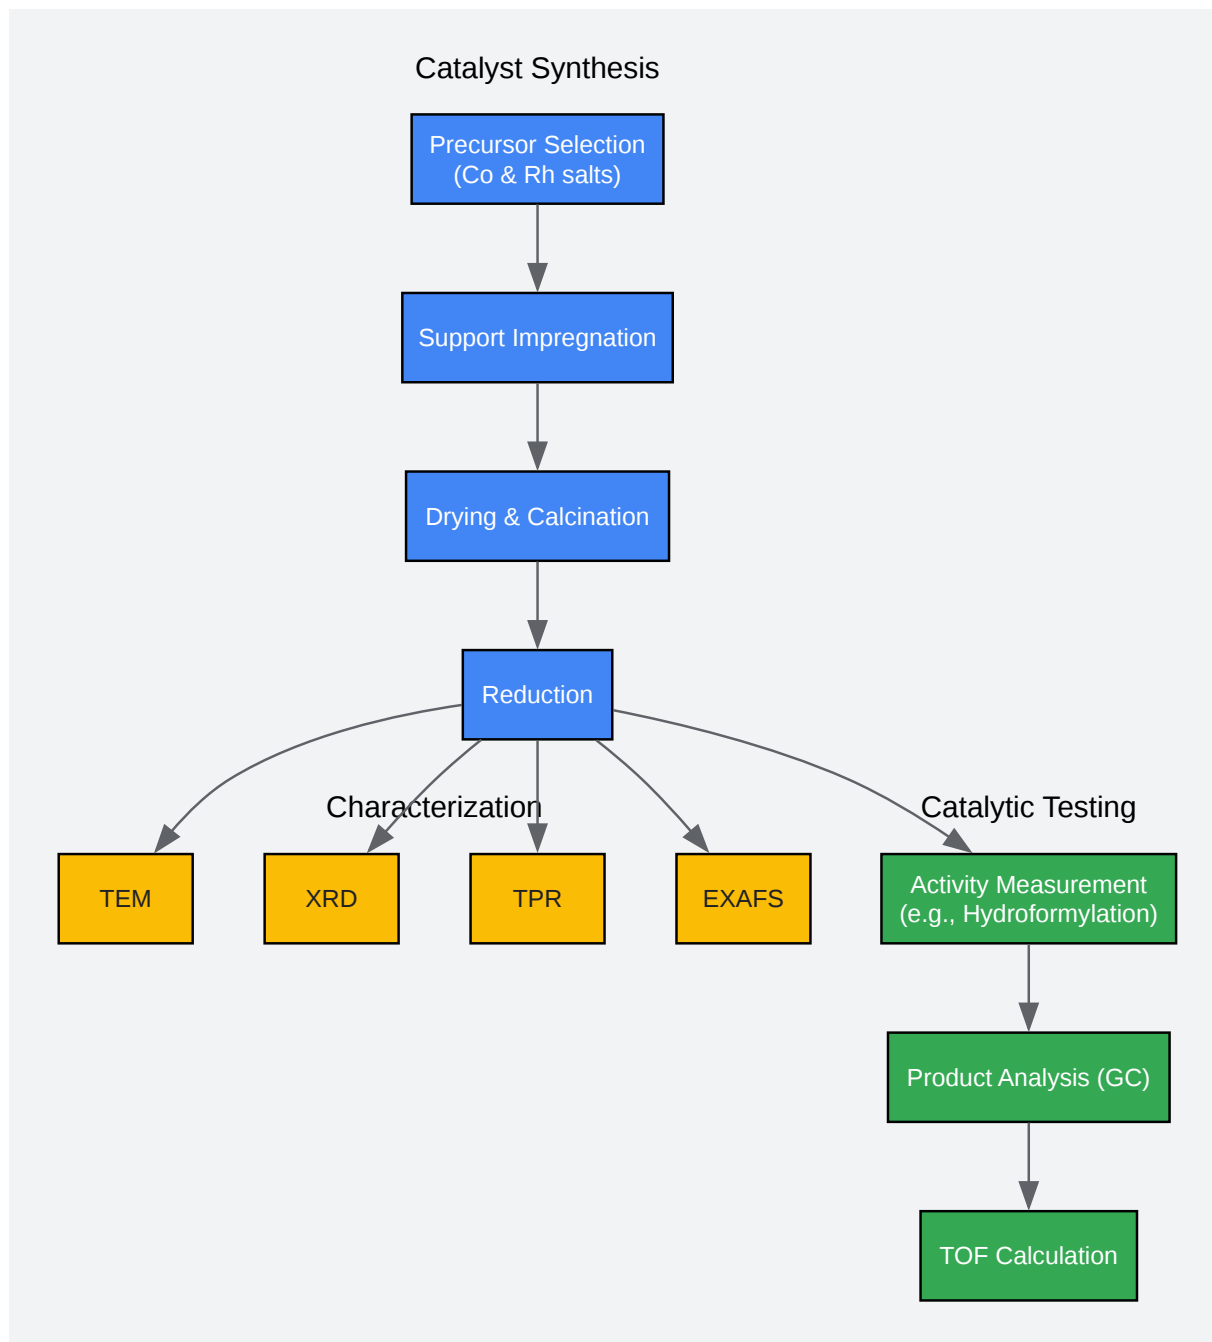 Catalyst Synthesis
Precursor Selection
(Co & Rh salts)
Support Impregnation
Drying & Calcination
Reduction
Characterization
Catalytic Testing
TEM
XRD
TPR
EXAFS
Activity Measurement
(e.g., Hydroformylation)
Product Analysis (GC)
TOF Calculation